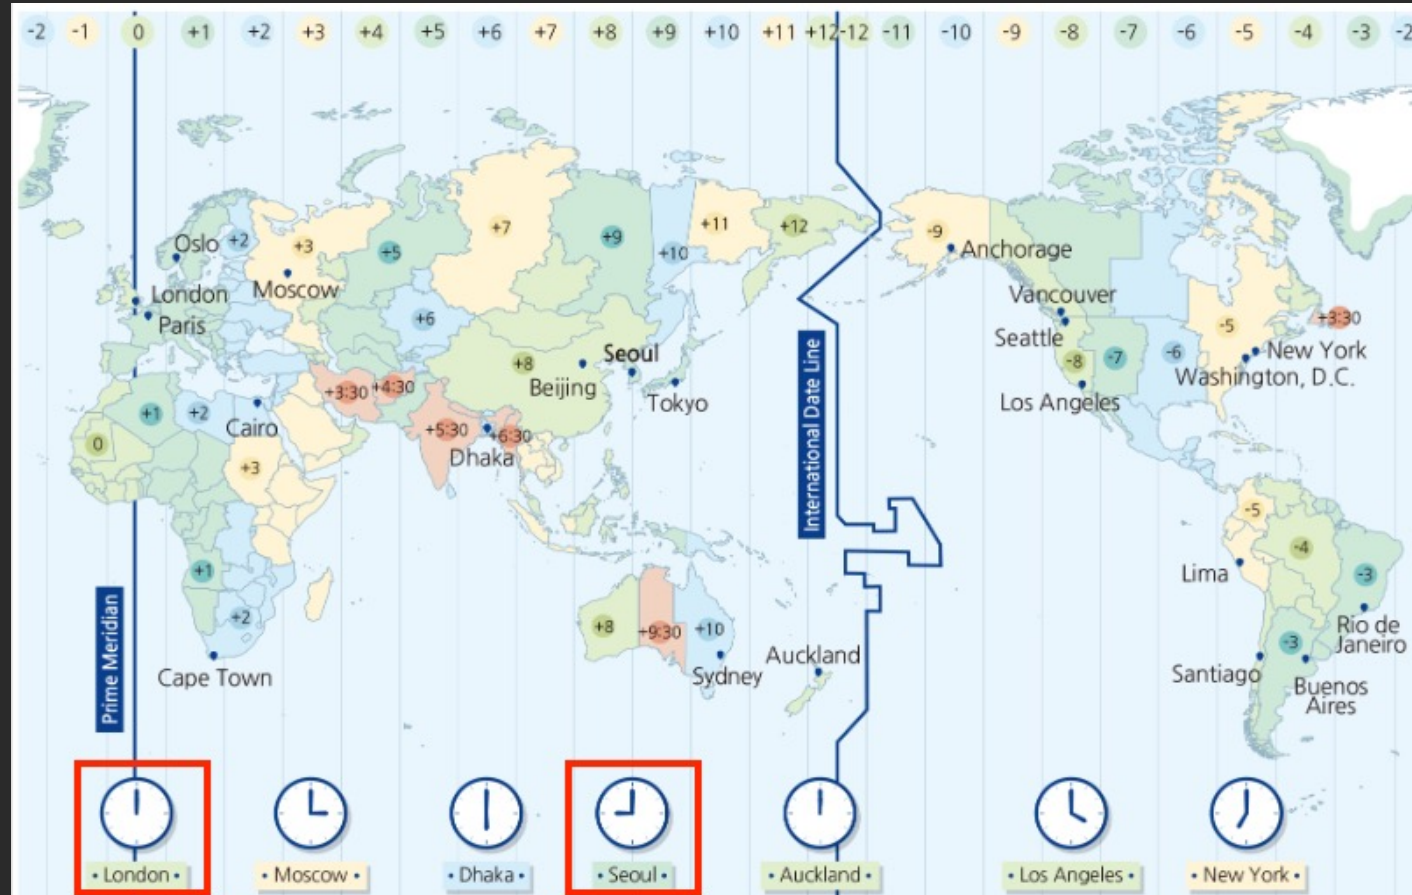 -2 -1 0 +1 +2 +3 +4 +5 +6 +7 +8 +9 +10 +11 +12 -12 -11 -10 -9 -8 -7 -6 -5 -4 -3 -2
+7
+11
+12
+9
-9
Oslo
+2
+3
+5
+10
Anchorage
London
Moscow
Vancouver
Paris
+6
Seattle
-5
+3:30
Seoul
+8
-8
-7
-6
New York
Beijing
Washington, D.C.
+3:30
+4:30
Tokyo
Los Angeles
+1
+2
Cairo
+5:30
+6:30
0
Dhaka
+3
International Date Line
-5
-4
+1
Lima
-3
+2
+8
+9:30
+10
Rio de
Janeiro
Prime Meridian
Auckland
-3
Cape Town
Sydney
Santiago
Buenos
Aires
• London •
• Moscow •
• Dhaka •
• Seoul •
• Auckland •
• Los Angeles •
• New York •